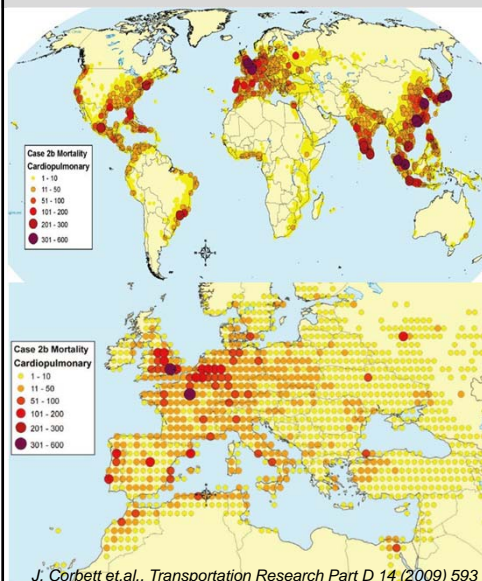 Case 2b Mortality
Cardiopulmonary
1 - 10
11 - 50
51 - 100
101 - 200
201 - 300
301 - 600
Case 2b Mortality
Cardiopulmonary
1 - 10
11 - 50
51 - 100
101 - 200
201 - 300
301 - 600
J. Corbett et.al., Transportation Research Part D 14 (2009) 593